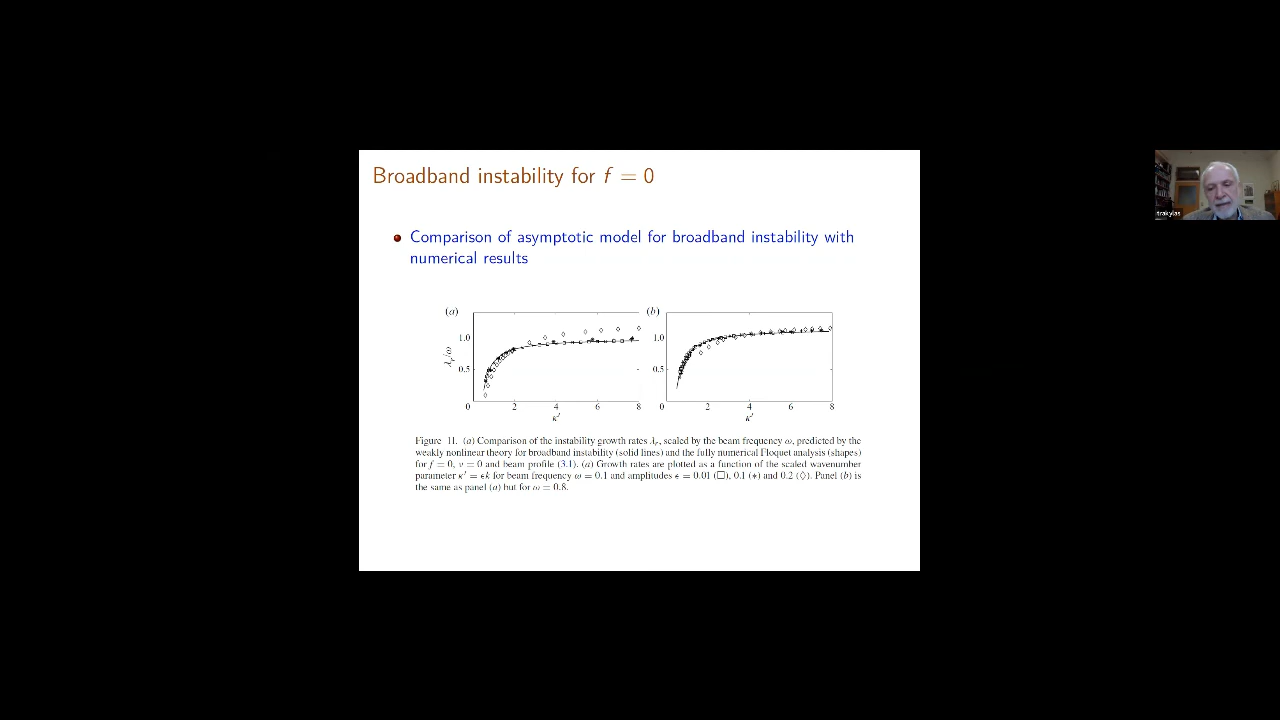 Broadband instability for f = 0
Comparison of asymptotic model for broadband instability with
numerical results
(a)
(b)
1.0
0.5
0
2
4
6
8
λr/ω
κ′
1.0
0.5
0
2
4
6
8
κ′
Figure 11. (a) Comparison of the instability growth rates λr, scaled by the beam frequency ω, predicted by the
weakly nonlinear theory for broadband instability (solid lines) and the fully numerical Floquet analysis (shapes)
for f = 0, ν = 0 and beam profile (3.1). (a) Growth rates are plotted as a function of the scaled wavenumber
parameter κ′ = ϵk for beam frequency ω = 0.1 and amplitudes ϵ = 0.01 (□), 0.1 (∗) and 0.2 (◇). Panel (b) is
the same as panel (a) but for ω = 0.8.
trakylas